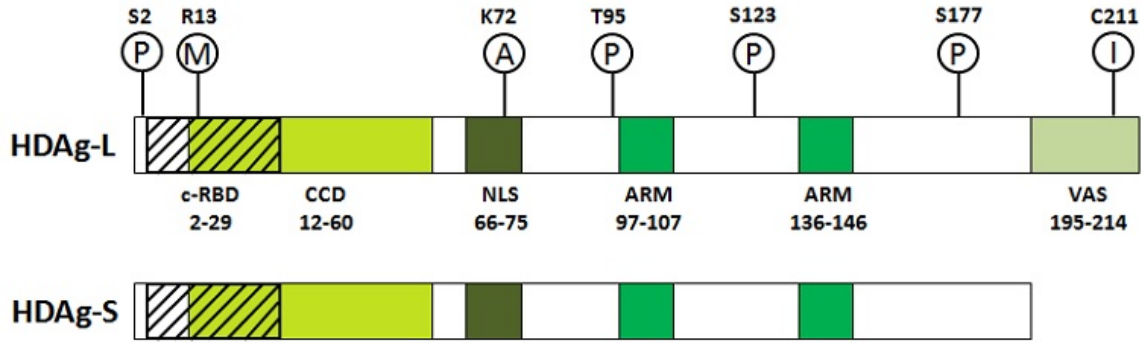 S2 R13 K72 T95 S123 S177 C211
P M A P P P I
HDAg-L
c-RBD CCD NLS ARM ARM VAS
2-29 12-60 66-75 97-107 136-146 195-214
HDAg-S